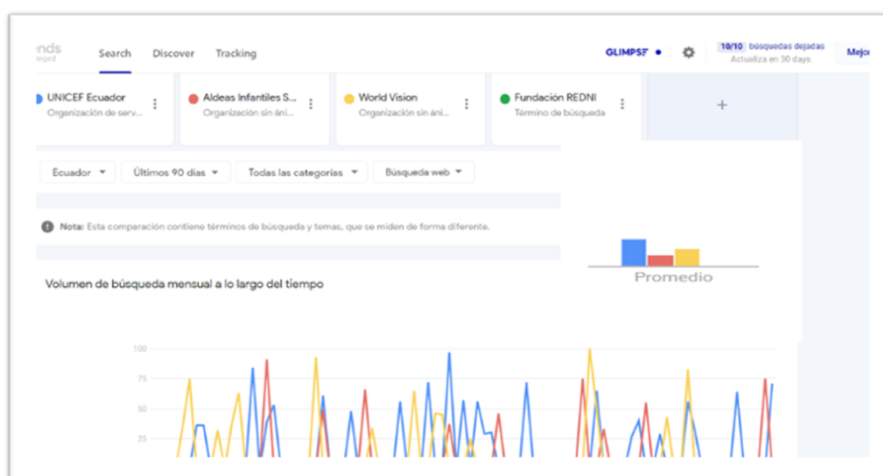 nds
Search Discover Tracking
GLIMPSE
10/10 búsquedas dejadas
Actualiza en 30 days
Mejo
UNICEF Ecuador
Organización de serv...
Aldeas Infantiles S...
Organización sin áni...
World Vision
Organización sin áni...
Fundación REDNI
Término de búsqueda
+
Ecuador
Últimos 90 días
Todas las categorías
Búsqueda web
Nota: Esta comparación contiene términos de búsqueda y temas, que se miden de forma diferente.
Promedio
Volumen de búsqueda mensual a lo largo del tiempo
100
75
50
25